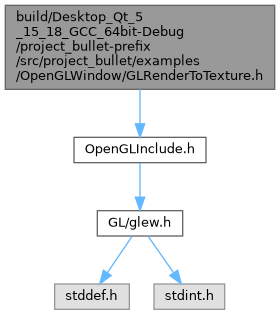 build/Desktop_Qt_5
_15_18_GCC_64bit-Debug
/project_bullet-prefix
/src/project_bullet/examples
/OpenGLWindow/GLRenderToTexture.h
OpenGLInclude.h
GL/glew.h
stddef.h
stdint.h